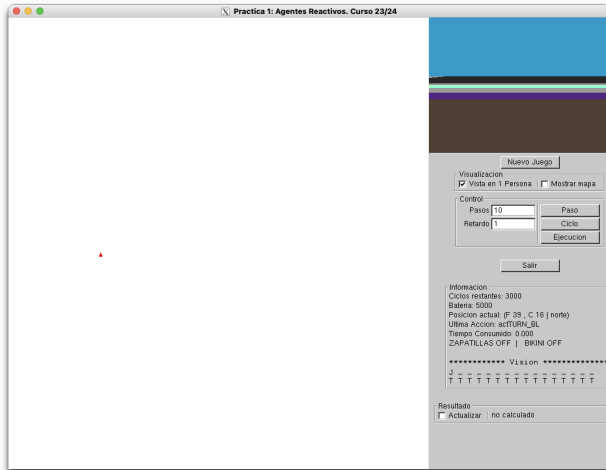 Practica 1: Agentes Reactivos. Curso 23/24
Nuevo Juego
Visualizacion
Vista en 1 Persona
Mostrar mapa
Control
Pasos 10 Paso
Retardo 1 Ciclo
Ejecucion
Salir
Informacion
Ciclos restantes: 3000
Bateria: 5000
Posicion actual: (F 39 , C 16 | norte)
Ultima Accion: actTURN_BL
Tiempo Consumido: 0.000
ZAPATILLAS OFF | BIKINI OFF
************ Vision **************
J _ _ _ _ _ _ _ _ _ _ _ _ _ _ _
T T T T T T T T T T T T T T T T
Resultado
Actualizar no calculado